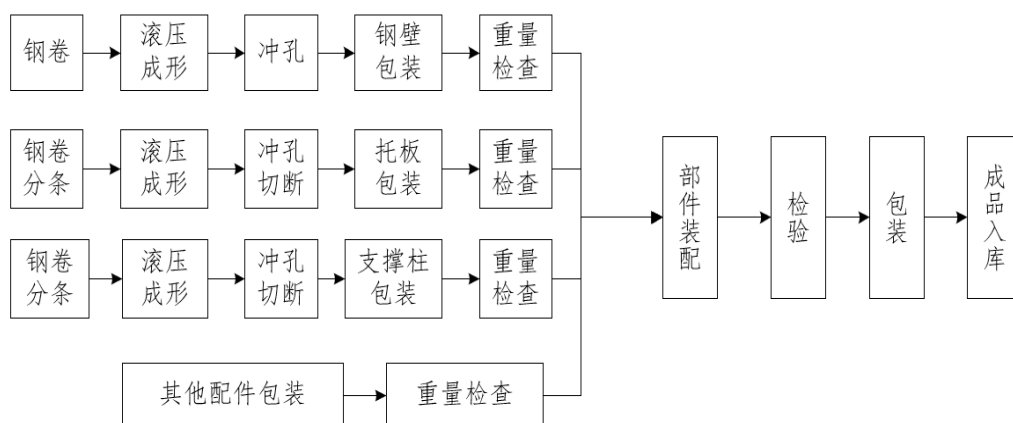 钢卷
滚压
成形
冲孔
钢壁
包装
重量
检查
钢卷
分条
滚压
成形
冲孔
切断
托板
包装
重量
检查
钢卷
分条
滚压
成形
冲孔
切断
支撑柱
包装
重量
检查
其他配件包装
重量检查
部件装配
检验
包装
成品入库